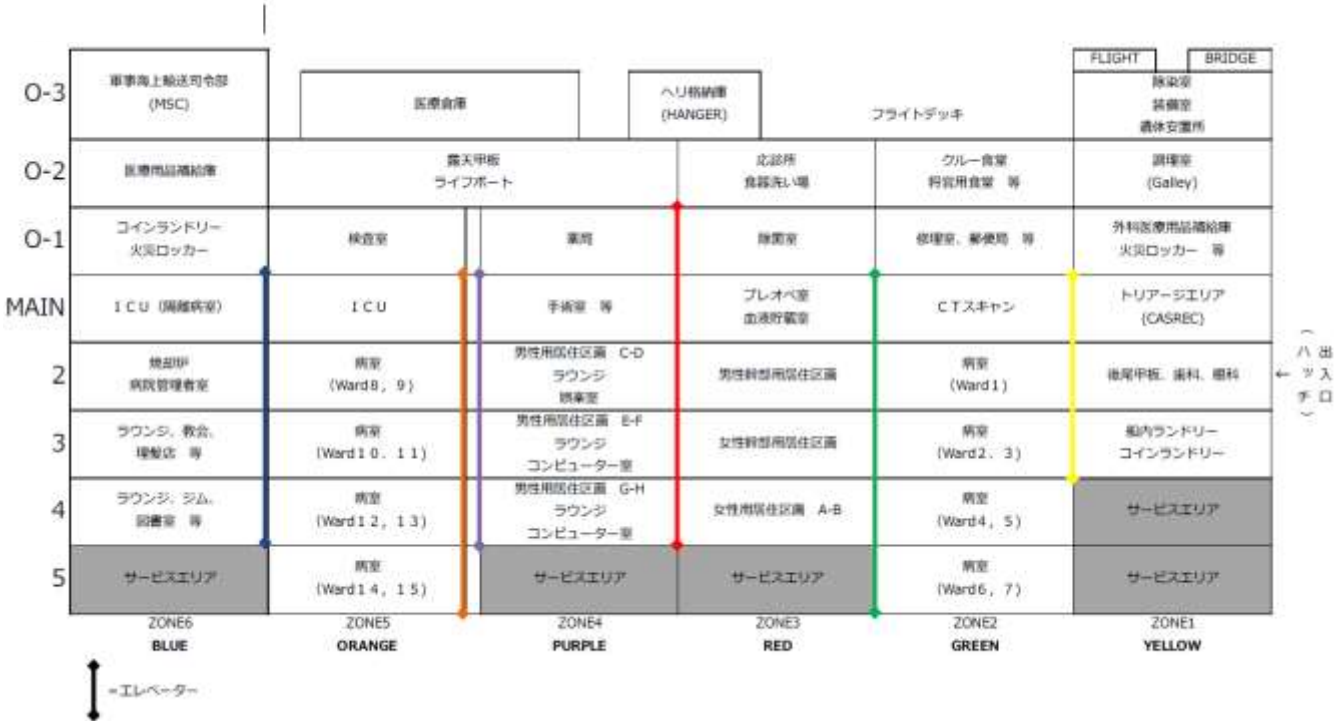 FLIGHT
BRIDGE
O-3
軍事海上輸送司令部
(MSC)
医療倉庫
ヘリ格納庫
(HANGER)
フライトデッキ
除染室
装備室
遺体安置所
O-2
医療用品補給庫
露天甲板
ライフボート
応診所
食器洗い場
クルー食堂
将官用食堂 等
調理室
(Galley)
O-1
コインランドリー
火災ロッカー
検査室
薬局
除菌室
修理室、郵便局 等
外科医療用品補給庫
火災ロッカー 等
MAIN
ICU(隔離病室)
ICU
手術室 等
プレオペ室
血液貯蔵室
CTスキャン
トリアージエリア
(CASREC)
2
焼却炉
病院管理者室
病室
(Ward8, 9)
男性用居住区画 C-D
ラウンジ
娯楽室
男性幹部用居住区画
病室
(Ward1)
後尾甲板、歯科、眼科
←
出入口
(ハッチ)
3
ラウンジ、教会、
理髪店 等
病室
(Ward10. 11)
男性用居住区画 E-F
ラウンジ
コンピューター室
女性幹部用居住区画
病室
(Ward2. 3)
船内ランドリー
コインランドリー
4
ラウンジ、ジム、
図書室 等
病室
(Ward12, 13)
男性用居住区画 G-H
ラウンジ
コンピューター室
女性用居住区画 A-B
病室
(Ward4, 5)
サービスエリア
5
サービスエリア
病室
(Ward14, 15)
サービスエリア
サービスエリア
病室
(Ward6, 7)
サービスエリア
ZONE6
BLUE
ZONE5
ORANGE
ZONE4
PURPLE
ZONE3
RED
ZONE2
GREEN
ZONE1
YELLOW
=エレベーター